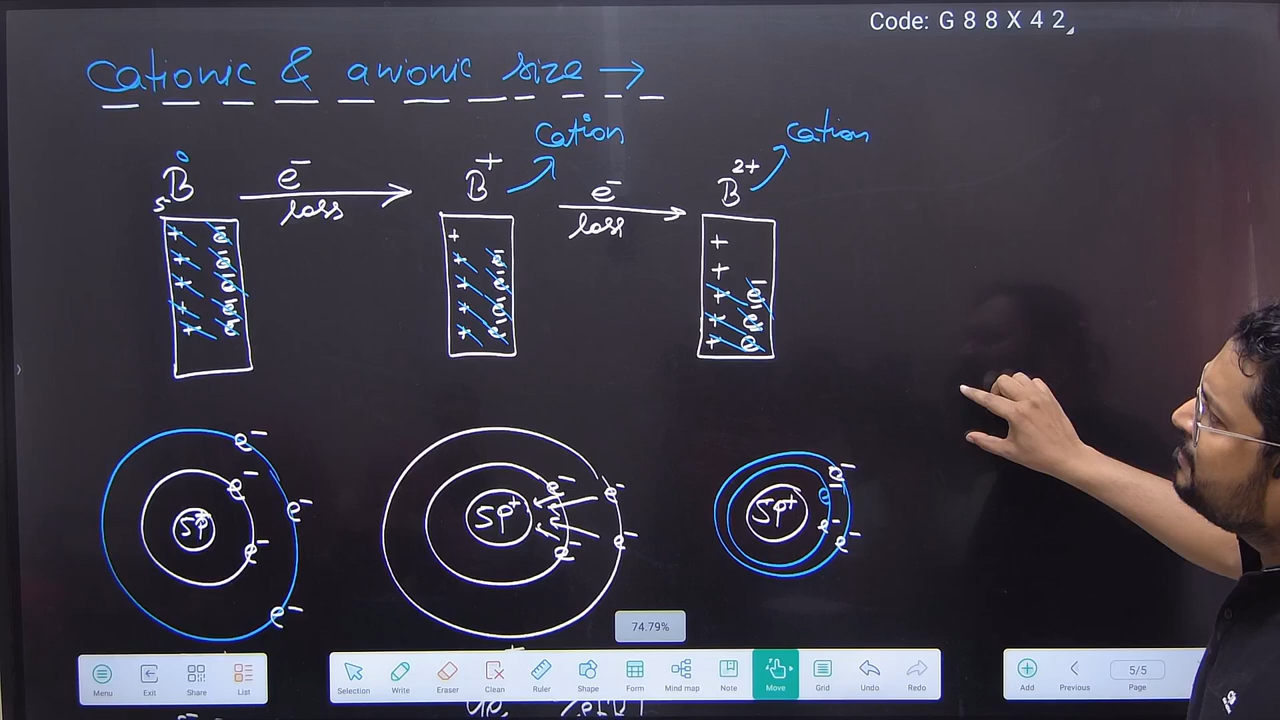 Code: G 8 8 X 4 2
Cationic & anionic size →
Cation
Cation
5B° e⁻ loss → B⁺ e⁻ loss → B²⁺
+ e⁻ + +
+ e⁻ + e⁻ +
+ e⁻ + e⁻ + e⁻
+ e⁻ + e⁻ + e⁻
+ e⁻ + e⁻ + e⁻
e⁻ e⁻ e⁻ e⁻ 5P⁺ e⁻
e⁻ e⁻ 5P⁺ e⁻ e⁻
e⁻ e⁻ 5P⁺ e⁻ e⁻
74.79%
Menu Exit Share List Selection Write Eraser Clean Ruler Shape Form Mind map Note Move Grid Undo Redo Add Previous 5/5 Page